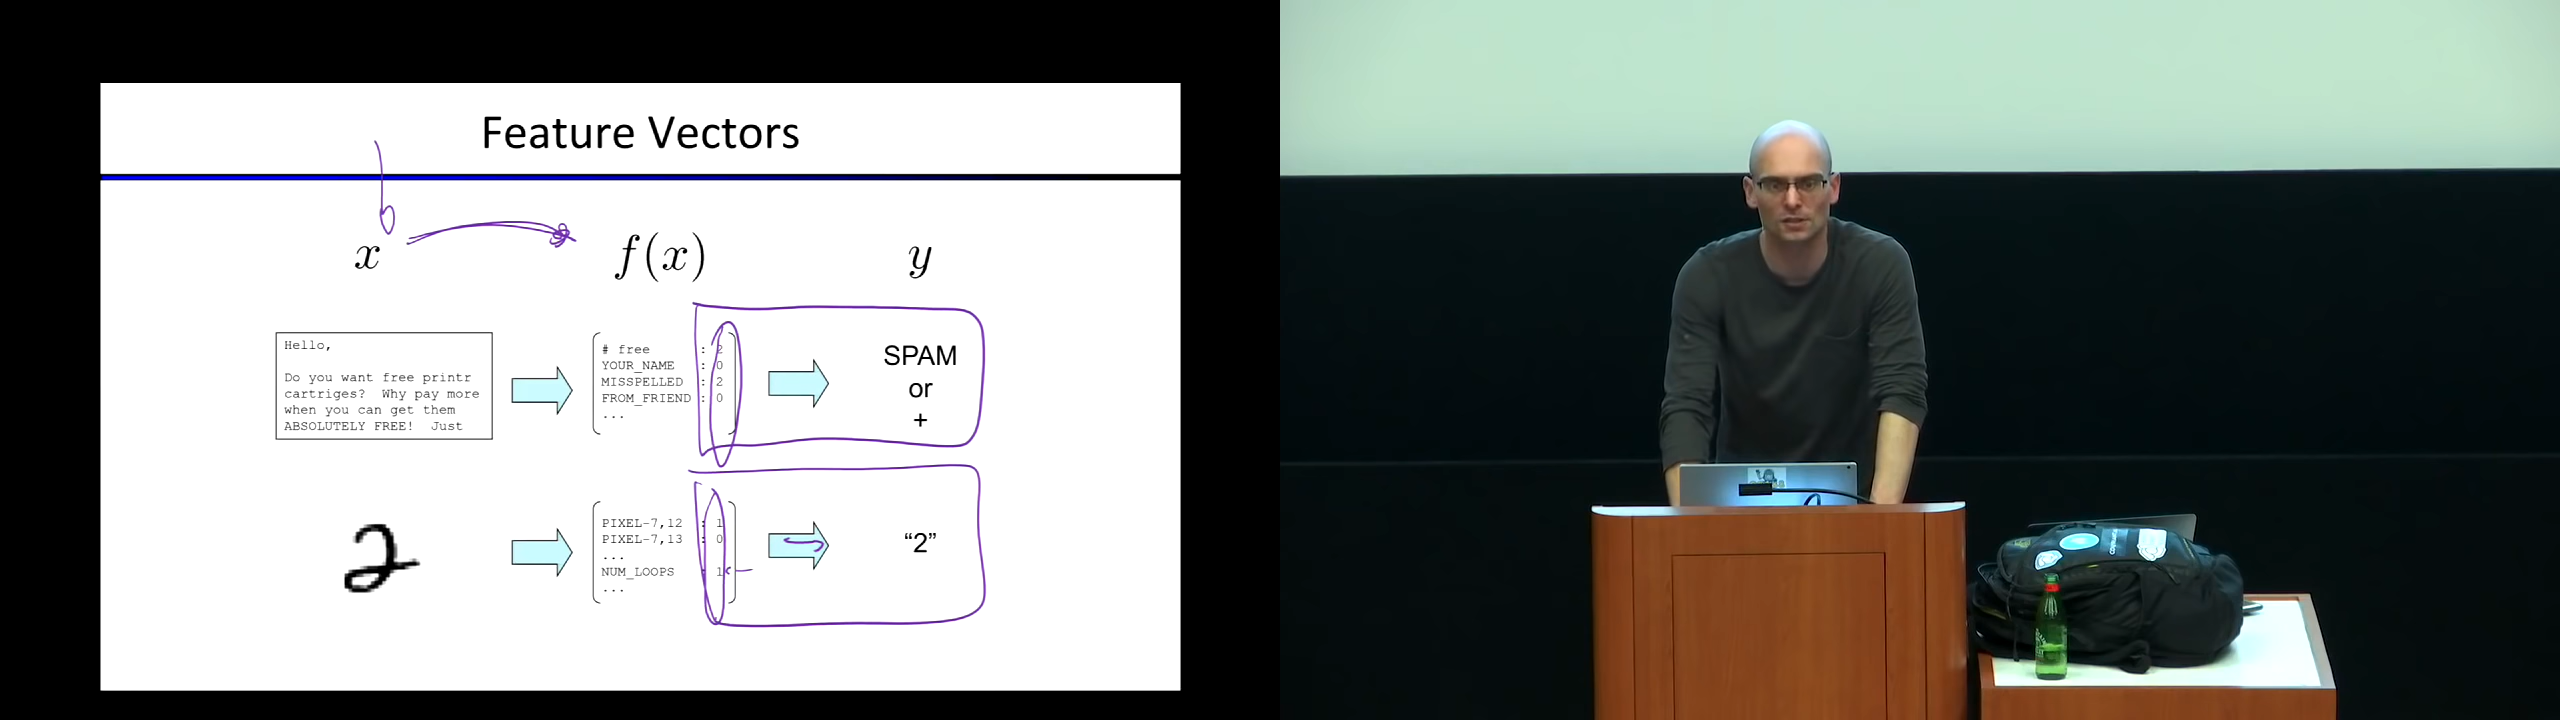 Feature Vectors
x f(x) y
Hello,
Do you want free printr
cartriges? Why pay more
when you can get them
ABSOLUTELY FREE! Just
# free : 2
YOUR_NAME : 0
MISSPELLED : 2
FROM_FRIEND : 0
...
SPAM
or
+
2
PIXEL-7,12 : 1
PIXEL-7,13 : 0
...
NUM_LOOPS : 1
...
“2”